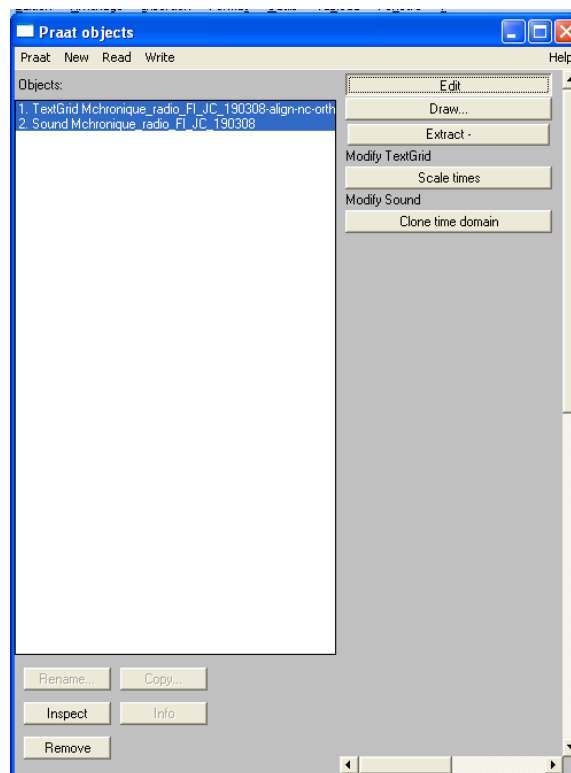 Praat objects
Praat New Read Write Help
Objects:
1. TextGrid Mchronique_radio_FI_JC_190308-align-nc-orth
2. Sound Mchronique_radio_FI_JC_190308
Edit
Draw...
Extract -
Modify TextGrid
Scale times
Modify Sound
Clone time domain
Rename... Copy...
Inspect Info
Remove